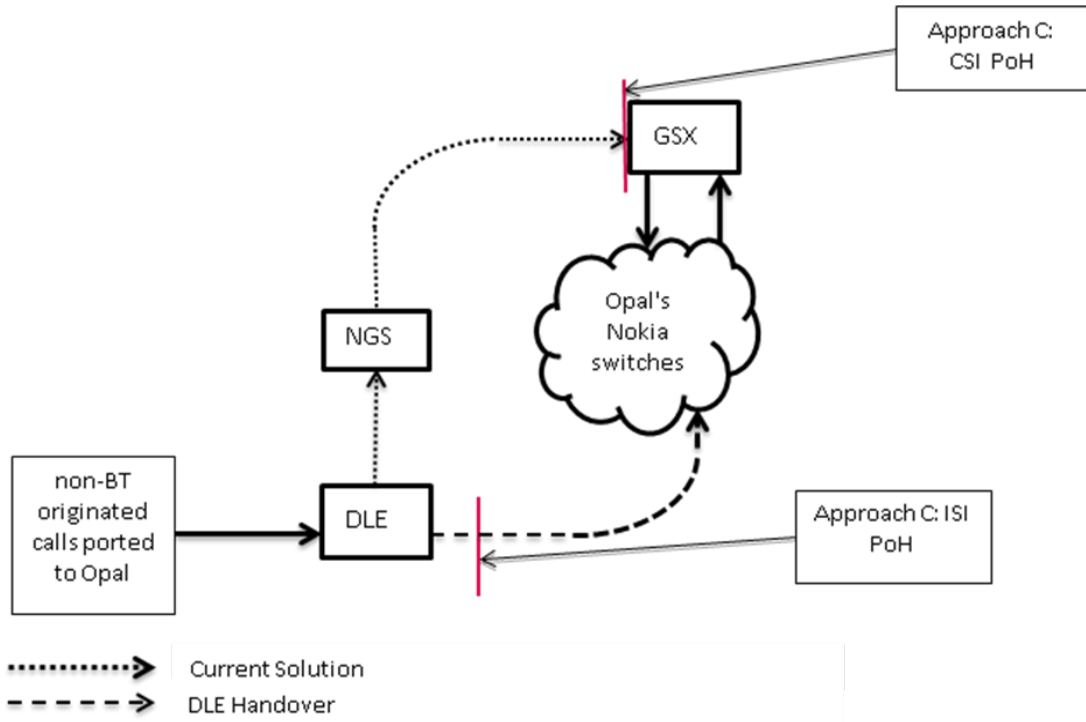 Approach C:
CSI PoH
GSX
Opal's
Nokia
switches
NGS
non-BT
originated
calls ported
to Opal
DLE
Approach C: ISI
PoH
Current Solution
DLE Handover